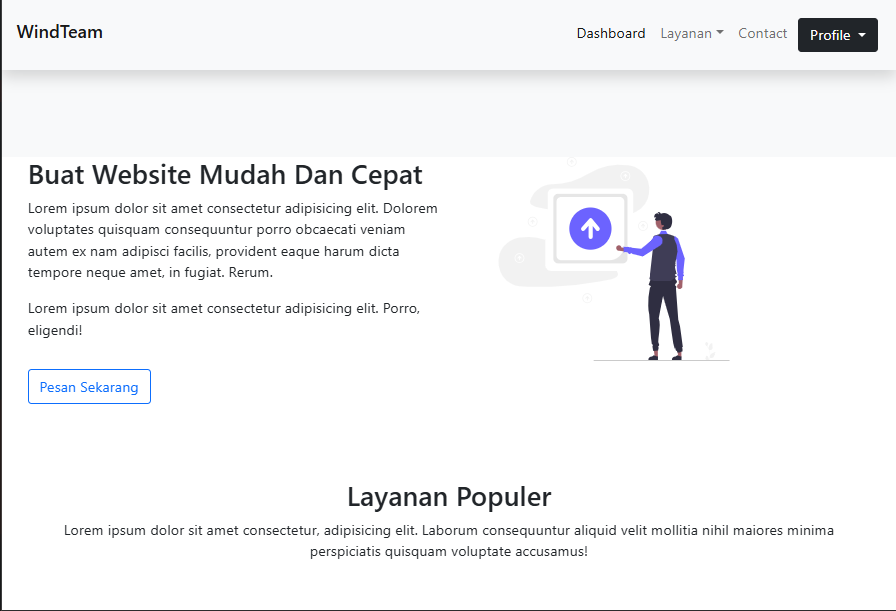 WindTeam
Dashboard Layanan Contact Profile
Buat Website Mudah Dan Cepat
Lorem ipsum dolor sit amet consectetur adipisicing elit. Dolorem
voluptates quisquam consequuntur porro obcaecati veniam
autem ex nam adipisci facilis, provident eaque harum dicta
tempore neque amet, in fugiat. Rerum.
Lorem ipsum dolor sit amet consectetur adipisicing elit. Porro,
eligendi!
Pesan Sekarang
Layanan Populer
Lorem ipsum dolor sit amet consectetur, adipisicing elit. Laborum consequuntur aliquid velit mollitia nihil maiores minima
perspiciatis quisquam voluptate accusamus!